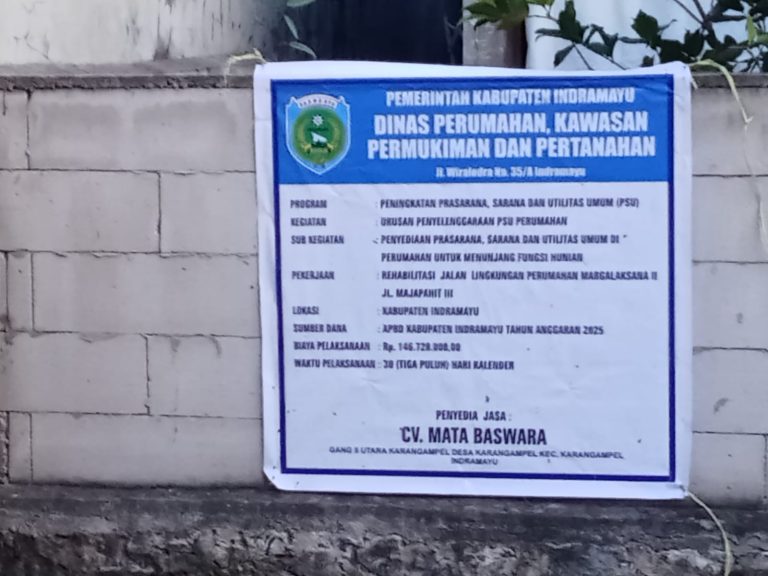 PEMERINTAH KABUPATEN INDRAMAYU
DINAS PERUMAHAN, KAWASAN
PERMUKIMAN DAN PERTANAHAN
Jl. Wiralodra No. 35/A Indramayu
PROGRAM : PENINGKATAN PRASARANA, SARANA DAN UTILITAS UMUM (PSU)
KEGIATAN : URUSAN PENYELENGGARAAN PSU PERUMAHAN
SUB KEGIATAN : PENYEDIAAN PRASARANA, SARANA DAN UTILITAS UMUM DI
PERUMAHAN UNTUK MENUNJANG FUNGSI HUNIAN
PEKERJAAN : REHABILITASI JALAN LINGKUNGAN PERUMAHAN MARGALAKSANA II
JL. MAJAPAHIT III
LOKASI : KABUPATEN INDRAMAYU
SUMBER DANA : APBD KABUPATEN INDRAMAYU TAHUN ANGGARAN 2025
BIAYA PELAKSANAAN : Rp. 146.728.000,00
WAKTU PELAKSANAAN : 30 (TIGA PULUH) HARI KALENDER
PENYEDIA JASA :
CV. MATA BASWARA
GANG II UTARA KARANGAMPEL DESA KARANGAMPEL KEC. KARANGAMPEL
INDRAMAYU